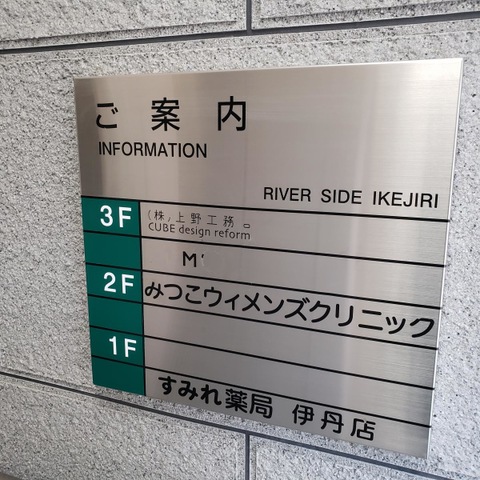 ご案内
INFORMATION
RIVER SIDE IKEJIRI
3F
(株)上野工務
CUBE design reform
M'
2F
みつこウィメンズクリニック
1F
すみれ薬局 伊丹店